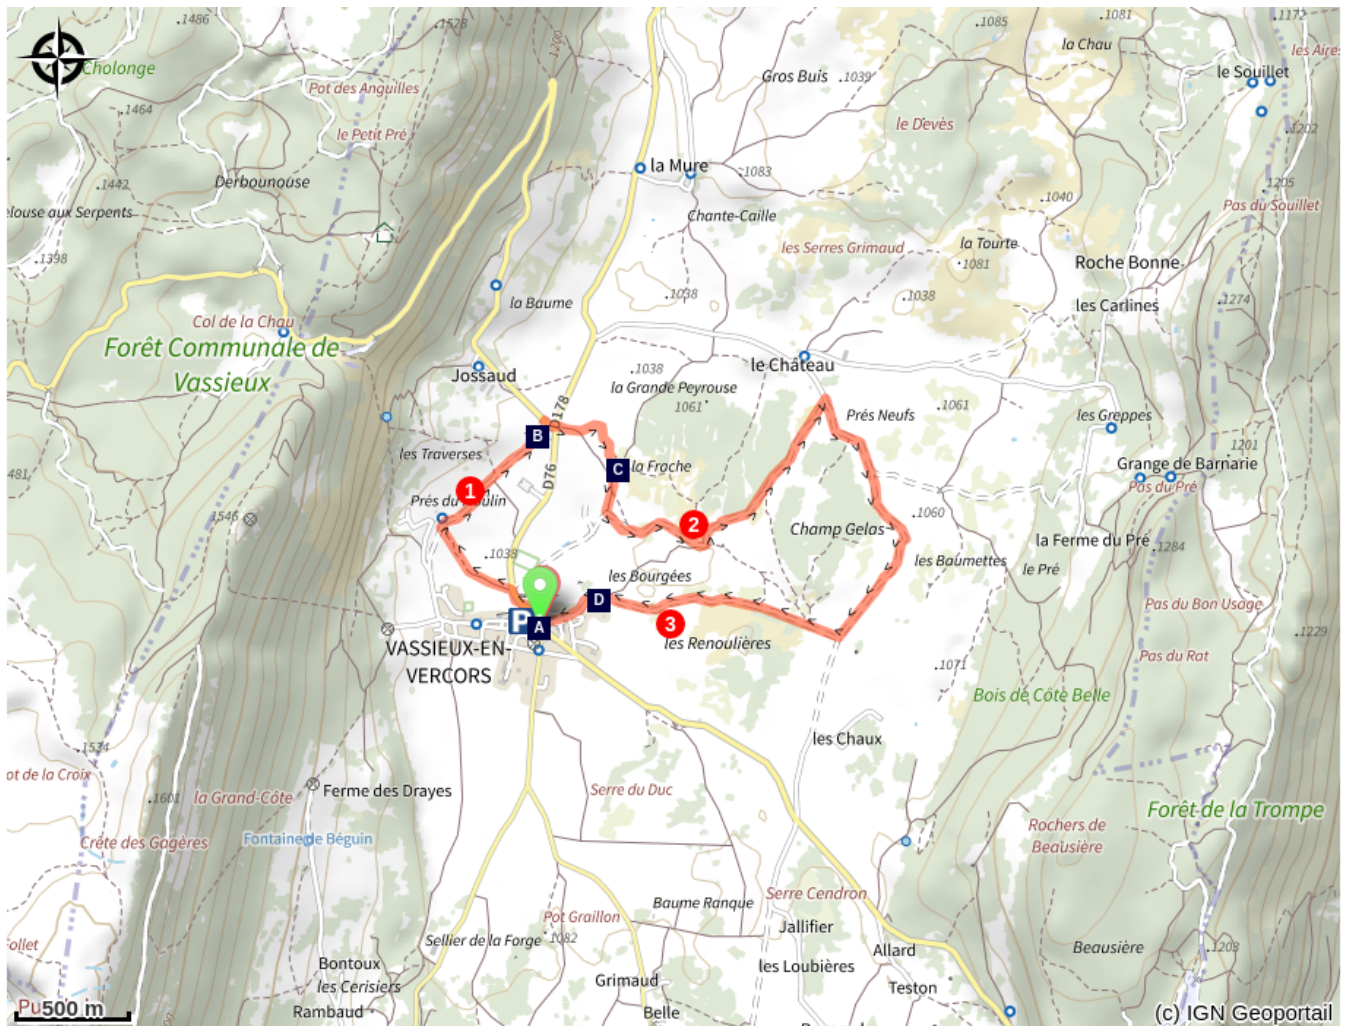 1486
1528
1200
1085
1081
1172
la Chau
les Aires
Cholonge
Pot des Anguilles
Gros Buis
1039
le Souillet
1464
le Petit Pré
le Devès
1202
Derbounouse
la Mure
1083
1442
1205
elouse aux Serpents
Chante-Caille
1040
Pas du Souillet
les Serres Grimaud
la Tourte
1398
1081
Roche Bonne
1038
1038
1274
la Baume
les Carlines
Col de la Chau
Forêt Communale de
Vassieux
le Château
Jossaud
1038
la Grande Peyrouse
1061
D178
Prés Neufs
1061
les Greppes
B
1201
les Traverses
C
la Frache
Grange de Barnarie
481
D76
Pas du Pré
1
Prés du Moulin
1546
2
Champ Gelas
1060
1038
la Ferme du Pré
1284
les Baumettes
le Pré
les Bourgées
D
Pas du Bon Usage
P
A
3
1229
VASSIEUX-EN-
VERCORS
les Renoulières
Pas du Rat
1071
Bois de Côte Belle
les Chaux
1534
ot de la Croix
1601
la Grand-Côte
Ferme des Drayes
Serre du Duc
Forêt de la Trompe
Crête des Gagères
Fontaine de Béguin
Rochers de
Beausière
Serre Cendron
Baume Ranque
Pot Graillon
Jallifier
ollet
Sellier de la Forge
1082
Allard
Beausière
1203
Bontoux
les Loubières
les Cerisiers
Grimaud
Teston
500 m
Rambaud
Belle
(c) IGN Geoportail